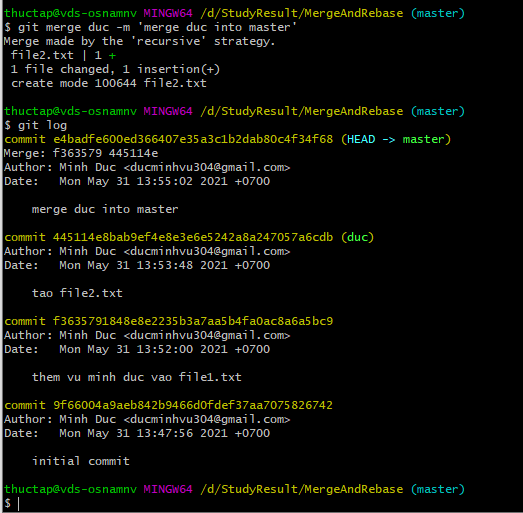 thuctap@vds-osnamnv MINGW64 /d/StudyResult/MergeAndRebase (master)
$ git merge duc -m 'merge duc into master'
Merge made by the 'recursive' strategy.
 file2.txt | 1 +
 1 file changed, 1 insertion(+)
 create mode 100644 file2.txt
thuctap@vds-osnamnv MINGW64 /d/StudyResult/MergeAndRebase (master)
$ git log
commit e4badfe600ed366407e35a3c1b2dab80c4f34f68 (HEAD -> master)
Merge: f363579 445114e
Author: Minh Duc <ducminhvu304@gmail.com>
Date:   Mon May 31 13:55:02 2021 +0700
    merge duc into master
commit 445114e8bab9ef4e8e3e6e5242a8a247057a6cdb (duc)
Author: Minh Duc <ducminhvu304@gmail.com>
Date:   Mon May 31 13:53:48 2021 +0700
    tao file2.txt
commit f3635791848e8e2235b3a7aa5b4fa0ac8a6a5bc9
Author: Minh Duc <ducminhvu304@gmail.com>
Date:   Mon May 31 13:52:00 2021 +0700
    them vu minh duc vao file1.txt
commit 9f66004a9aeb842b9466d0fdef37aa7075826742
Author: Minh Duc <ducminhvu304@gmail.com>
Date:   Mon May 31 13:47:56 2021 +0700
    initial commit
thuctap@vds-osnamnv MINGW64 /d/StudyResult/MergeAndRebase (master)
$